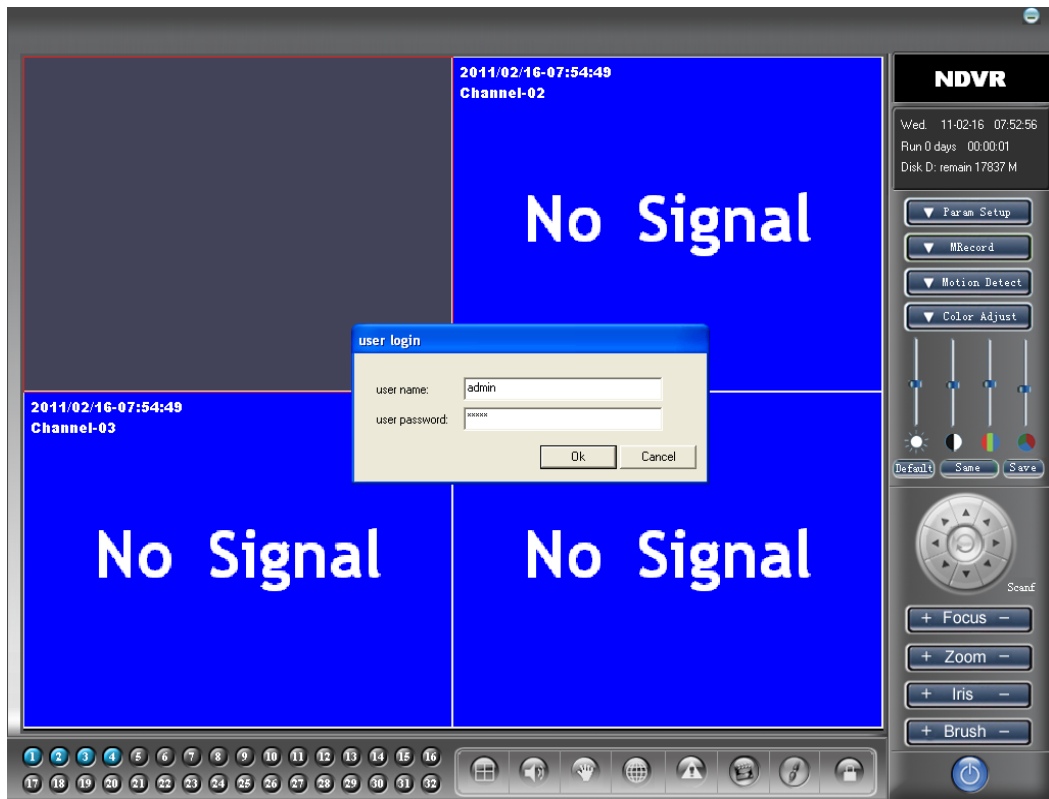 2011/02/16-07:54:49
Channel-02
No Signal
NDVR
Wed. 11-02-16 07:52:56
Run 0 days 00:00:01
Disk D: remain 17837 M
Param Setup
MRecord
Motion Detect
Color Adjust
user login
user name: admin
user password: *****
Ok Cancel
2011/02/16-07:54:49
Channel-03
No Signal
No Signal
Default Same Save
Scanf
+ Focus -
+ Zoom -
+ Iris -
+ Brush -
1 2 3 4 5 6 7 8 9 10 11 12 13 14 15 16
17 18 19 20 21 22 23 24 25 26 27 28 29 30 31 32